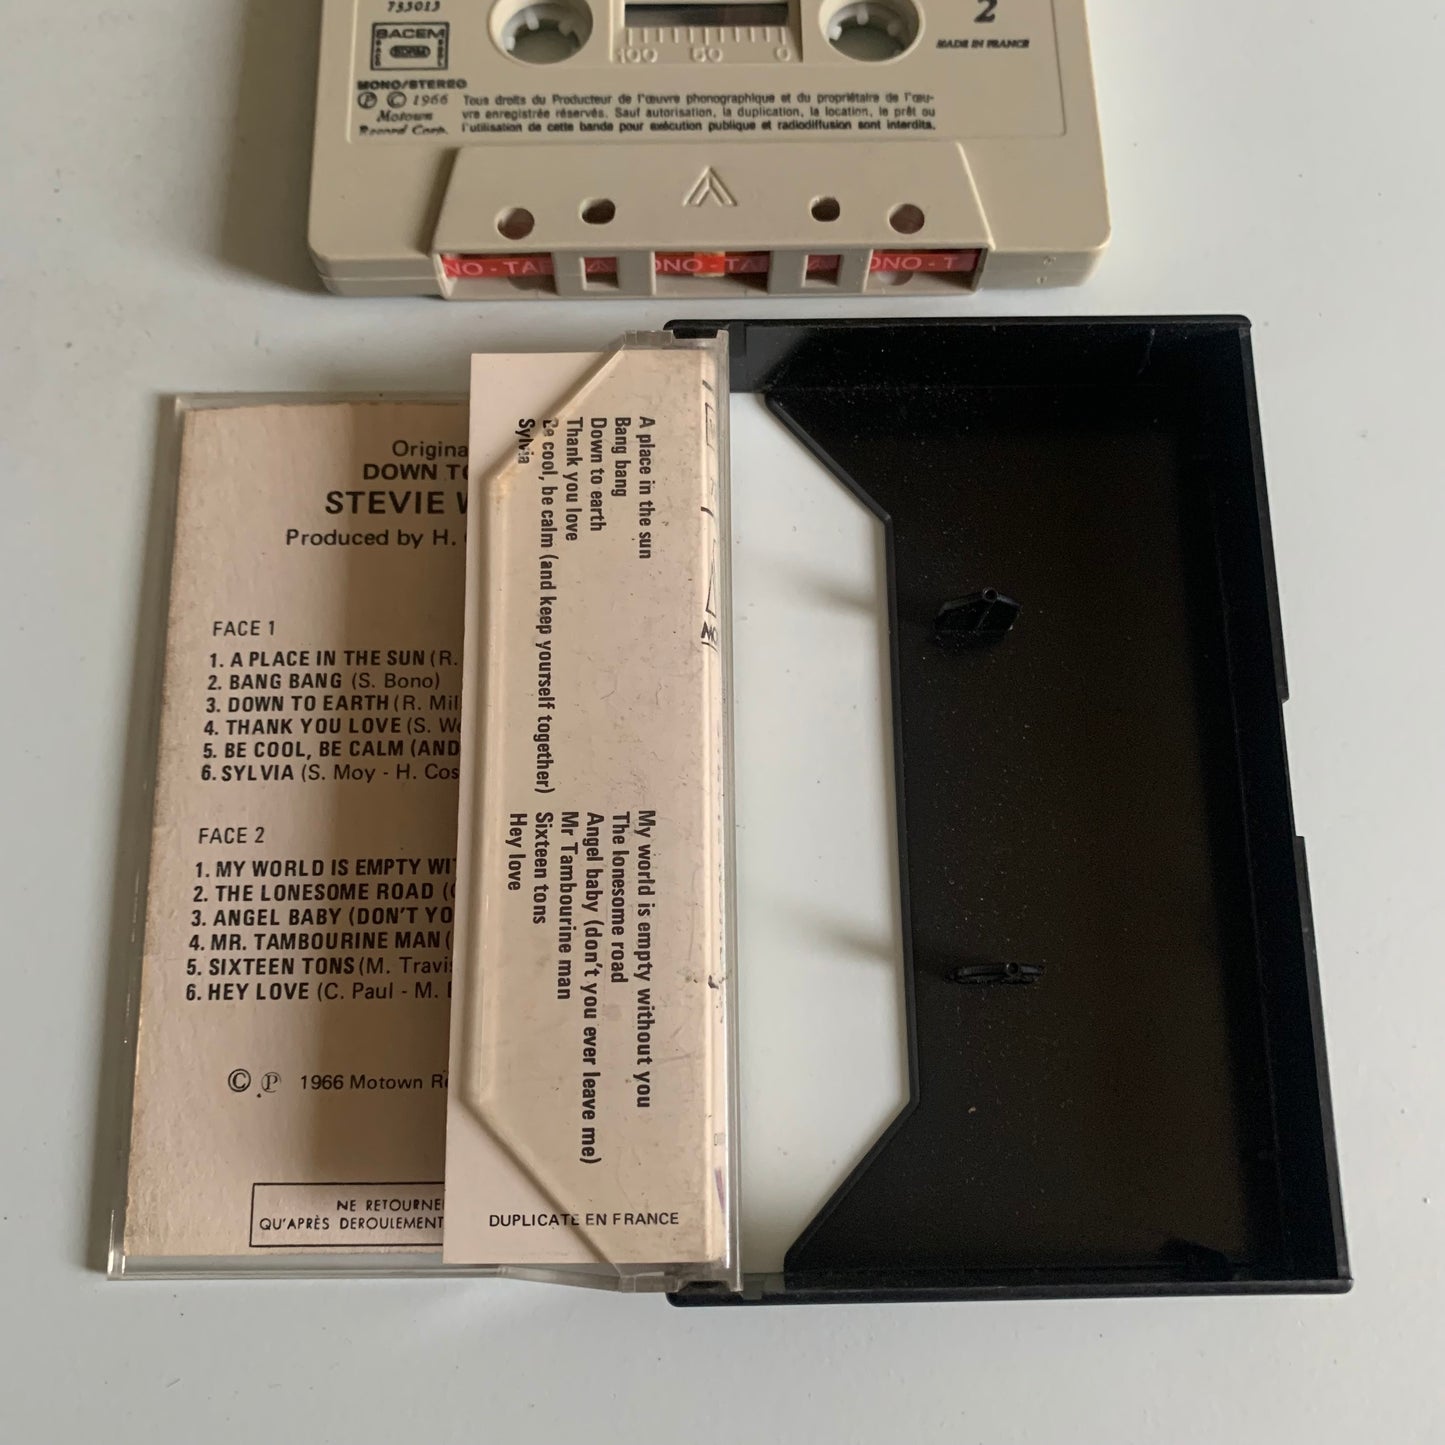 733013
2
MADE IN FRANCE
SACEM
MONO/STEREO
Ⓟ © 1966
Motown
Record Corp.
100 50 0
Tous droits du Producteur de l'œuvre phonographique et du propriétaire de l'œu-
vre enregistrée réservés. Sauf autorisation, la duplication, la location, le prêt ou
l'utilisation de cette bande pour exécution publique et radiodiffusion sont interdits.
NO - TA
ONO - TA
ONO - T
Origina
DOWN TO
STEVIE W
Produced by H.
FACE 1
1. A PLACE IN THE SUN (R.
2. BANG BANG (S. Bono)
3. DOWN TO EARTH (R. Mil
4. THANK YOU LOVE (S. Wo
5. BE COOL, BE CALM (AND
6. SYLVIA (S. Moy - H. Cos
FACE 2
1. MY WORLD IS EMPTY WIT
2. THE LONESOME ROAD (
3. ANGEL BABY (DON'T YO
4. MR. TAMBOURINE MAN (
5. SIXTEEN TONS (M. Travis
6. HEY LOVE (C. Paul - M.
© Ⓟ 1966 Motown Re
NE RETOURNE
QU'APRÈS DEROULEMENT
A place in the sun
Bang bang
Down to earth
Thank you love
Be cool, be calm (and keep yourself together)
Sylvia
My world is empty without you
The lonesome road
Angel baby (don't you ever leave me)
Mr Tambourine man
Sixteen tons
Hey love
DUPLICATE EN FRANCE